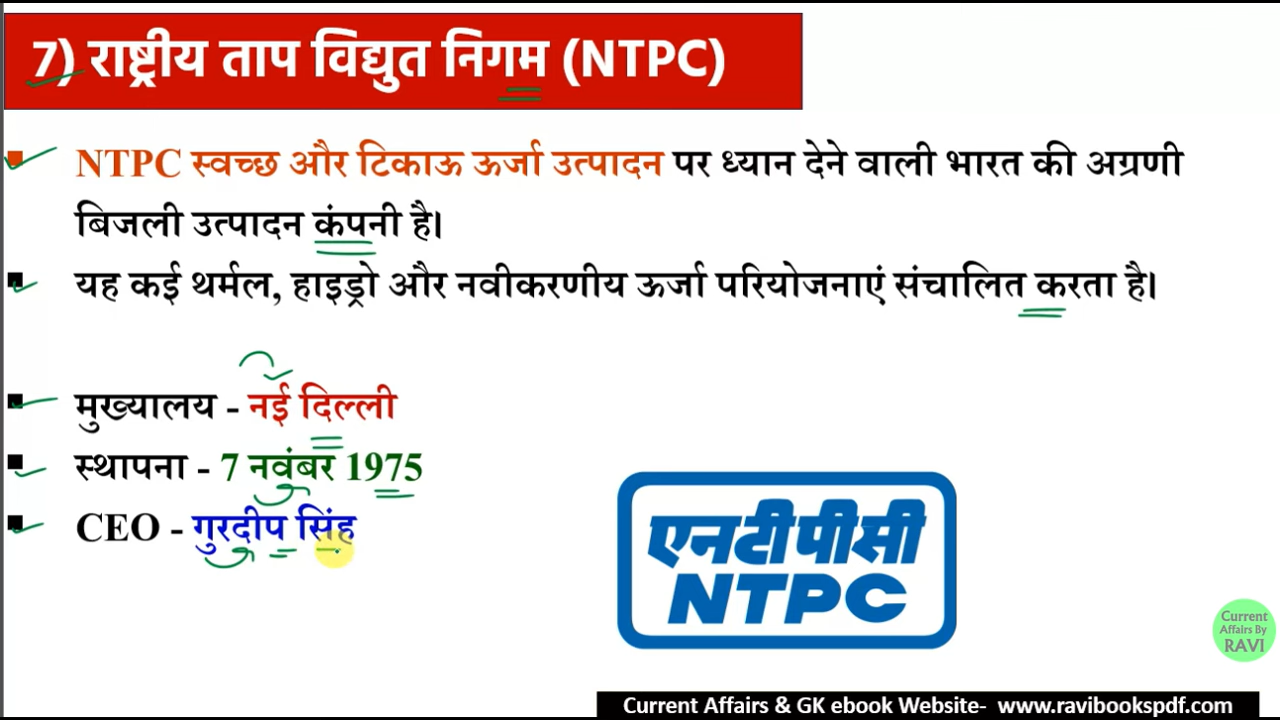 7) राष्ट्रीय ताप विद्युत निगम (NTPC)
NTPC स्वच्छ और टिकाऊ ऊर्जा उत्पादन पर ध्यान देने वाली भारत की अग्रणी
बिजली उत्पादन कंपनी है।
यह कई थर्मल, हाइड्रो और नवीकरणीय ऊर्जा परियोजनाएं संचालित करता है।
मुख्यालय - नई दिल्ली
स्थापना - 7 नवंबर 1975
CEO - गुरदीप सिंह
एनटीपीसी
NTPC
Current
Affairs By
RAVI
Current Affairs & GK ebook Website- www.ravibookspdf.com